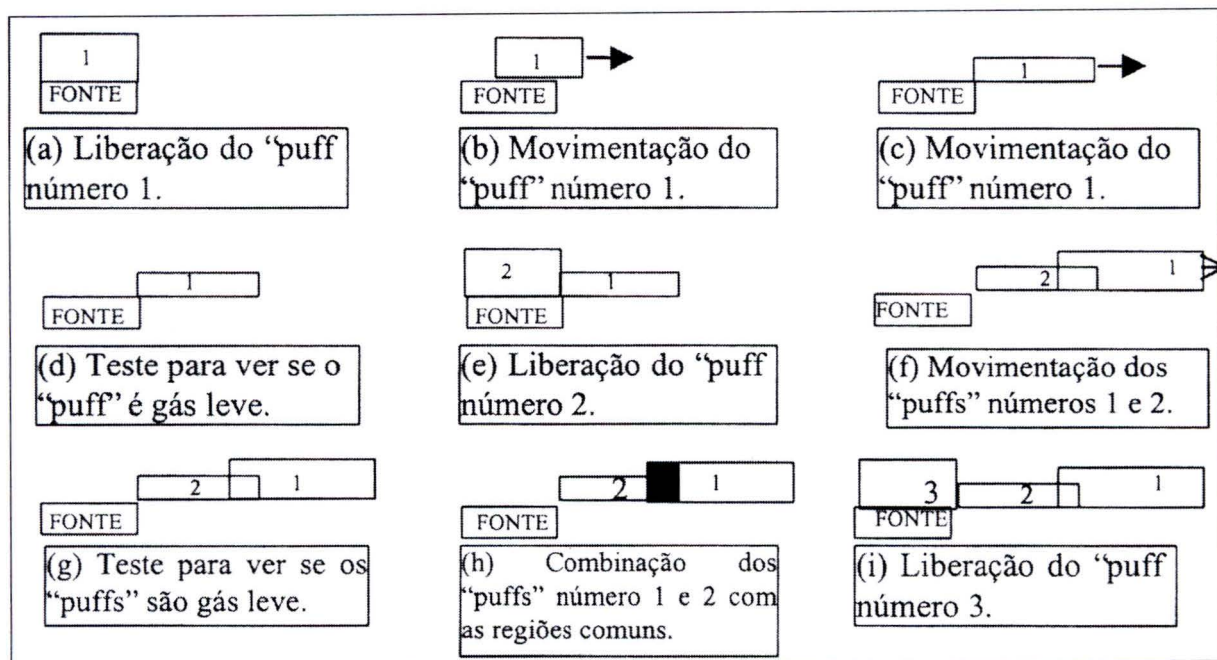 1
FONTE
(a) Liberação do “puff
número 1.
1
FONTE
(b) Movimentação do
“puff” número 1.
1
FONTE
(c) Movimentação do
“puff” número 1.
1
FONTE
(d) Teste para ver se o
“puff” é gás leve.
2
1
FONTE
(e) Liberação do “puff
número 2.
2
1
FONTE
(f) Movimentação dos
“puffs” números 1 e 2.
2
1
FONTE
(g) Teste para ver se os
“puffs” são gás leve.
2
1
FONTE
(h) Combinação dos
“puffs” número 1 e 2 com
as regiões comuns.
3
2
1
FONTE
(i) Liberação do “puff
número 3.